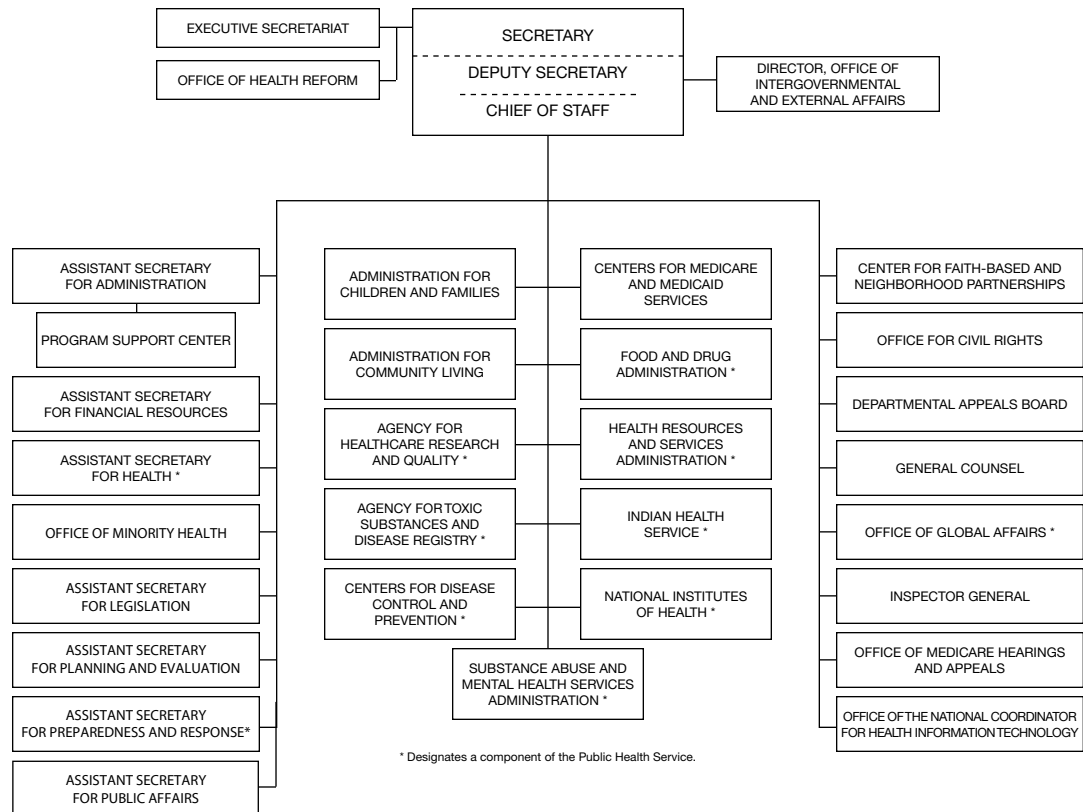 EXECUTIVE SECRETARIAT
OFFICE OF HEALTH REFORM
SECRETARY
DEPUTY SECRETARY
CHIEF OF STAFF
DIRECTOR, OFFICE OF
INTERGOVERNMENTAL
AND EXTERNAL AFFAIRS
ASSISTANT SECRETARY
FOR ADMINISTRATION
PROGRAM SUPPORT CENTER
ASSISTANT SECRETARY
FOR FINANCIAL RESOURCES
ASSISTANT SECRETARY
FOR HEALTH *
OFFICE OF MINORITY HEALTH
ASSISTANT SECRETARY
FOR LEGISLATION
ASSISTANT SECRETARY
FOR PLANNING AND EVALUATION
ASSISTANT SECRETARY
FOR PREPAREDNESS AND RESPONSE*
ASSISTANT SECRETARY
FOR PUBLIC AFFAIRS
ADMINISTRATION FOR
CHILDREN AND FAMILIES
ADMINISTRATION FOR
COMMUNITY LIVING
AGENCY FOR
HEALTHCARE RESEARCH
AND QUALITY *
AGENCY FOR TOXIC
SUBSTANCES AND
DISEASE REGISTRY *
CENTERS FOR DISEASE
CONTROL AND
PREVENTION *
CENTERS FOR MEDICARE
AND MEDICAID
SERVICES
FOOD AND DRUG
ADMINISTRATION *
HEALTH RESOURCES
AND SERVICES
ADMINISTRATION *
INDIAN HEALTH
SERVICE *
NATIONAL INSTITUTES
OF HEALTH *
SUBSTANCE ABUSE AND
MENTAL HEALTH SERVICES
ADMINISTRATION *
CENTER FOR FAITH-BASED AND
NEIGHBORHOOD PARTNERSHIPS
OFFICE FOR CIVIL RIGHTS
DEPARTMENTAL APPEALS BOARD
GENERAL COUNSEL
OFFICE OF GLOBAL AFFAIRS *
INSPECTOR GENERAL
OFFICE OF MEDICARE HEARINGS
AND APPEALS
OFFICE OF THE NATIONAL COORDINATOR
FOR HEALTH INFORMATION TECHNOLOGY
* Designates a component of the Public Health Service.